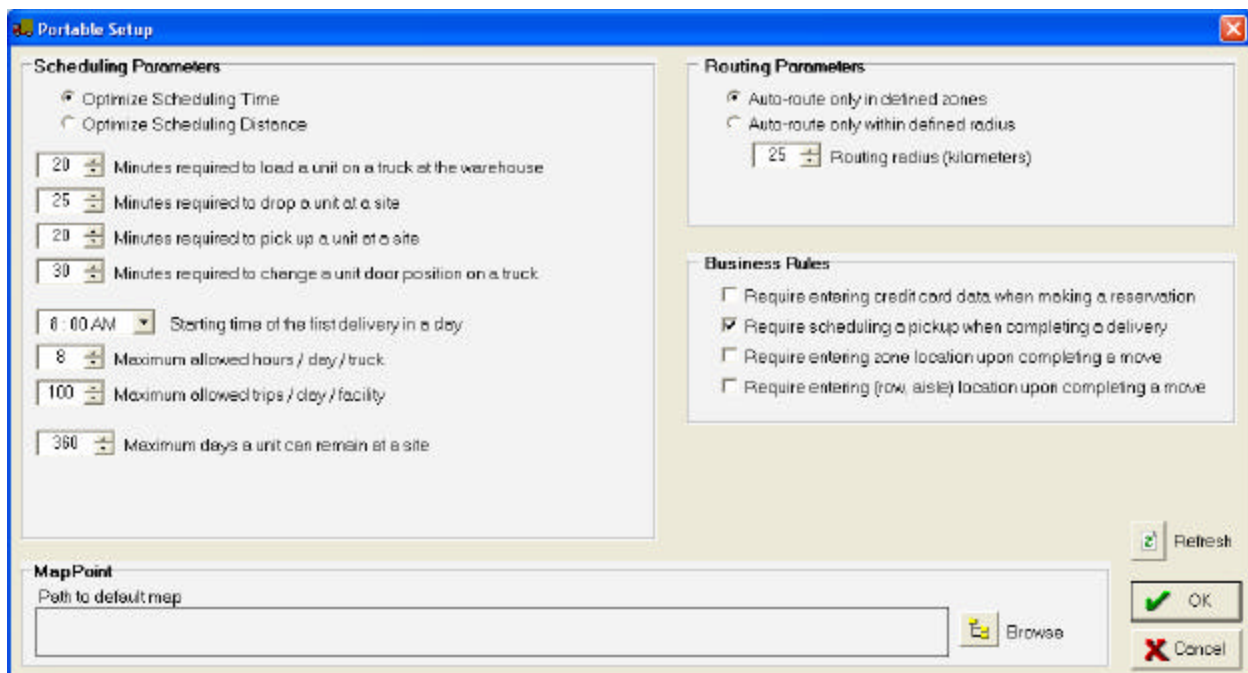 Portable Setup
Scheduling Parameters
Optimize Scheduling Time
Optimize Scheduling Distance
20 Minutes required to load a unit on a truck at the warehouse
25 Minutes required to drop a unit at a site
20 Minutes required to pick up a unit at a site
30 Minutes required to change a unit door position on a truck
8:00 AM Starting time of the first delivery in a day
8 Maximum allowed hours / day / truck
100 Maximum allowed trips / day / facility
360 Maximum days a unit can remain at a site
Routing Parameters
Auto-route only in defined zones
Auto-route only within defined radius
25 Routing radius (kilometers)
Business Rules
Require entering credit card data when making a reservation
Require scheduling a pickup when completing a delivery
Require entering zone location upon completing a move
Require entering (row, aisle) location upon completing a move
MapPoint
Path to default map
Browse
Refresh
OK
Cancel